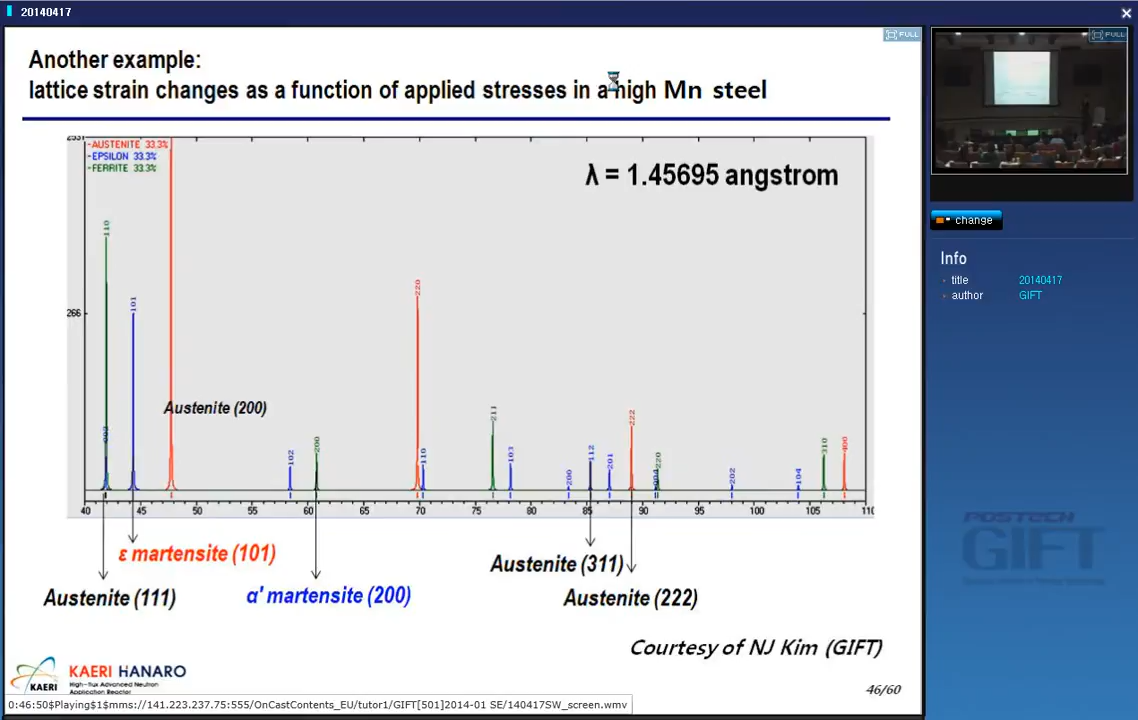 20140417
Another example:
lattice strain changes as a function of applied stresses in a high Mn steel
FULL
FULL
-AUSTENITE 33.3%
-EPSILON 33.3%
-FERRITE 33.3%
λ = 1.45695 angstrom
266
110
002
101
Austenite (200)
102
200
220
110
211
103
200
112
201
222
220
004
202
104
310
400
40 45 50 55 60 65 70 75 80 85 90 95 100 105 110
ε martensite (101)
Austenite (111)
α' martensite (200)
Austenite (311)
Austenite (222)
Courtesy of NJ Kim (GIFT)
KAERI
KAERI HANARO
High-flux Advanced Neutron
Application Reactor
46/60
0:46:50$Playing$1$mms://141.223.237.75:555/OnCastContents_EU/tutor1/GIFT[501]2014-01 SE/140417SW_screen.wmv
change
Info
title 20140417
author GIFT
POSTECH
GIFT